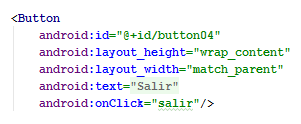 <Button
android:id="@+id/button04"
android:layout_height="wrap_content"
android:layout_width="match_parent"
android:text="Salir"
android:onClick="salir"/>